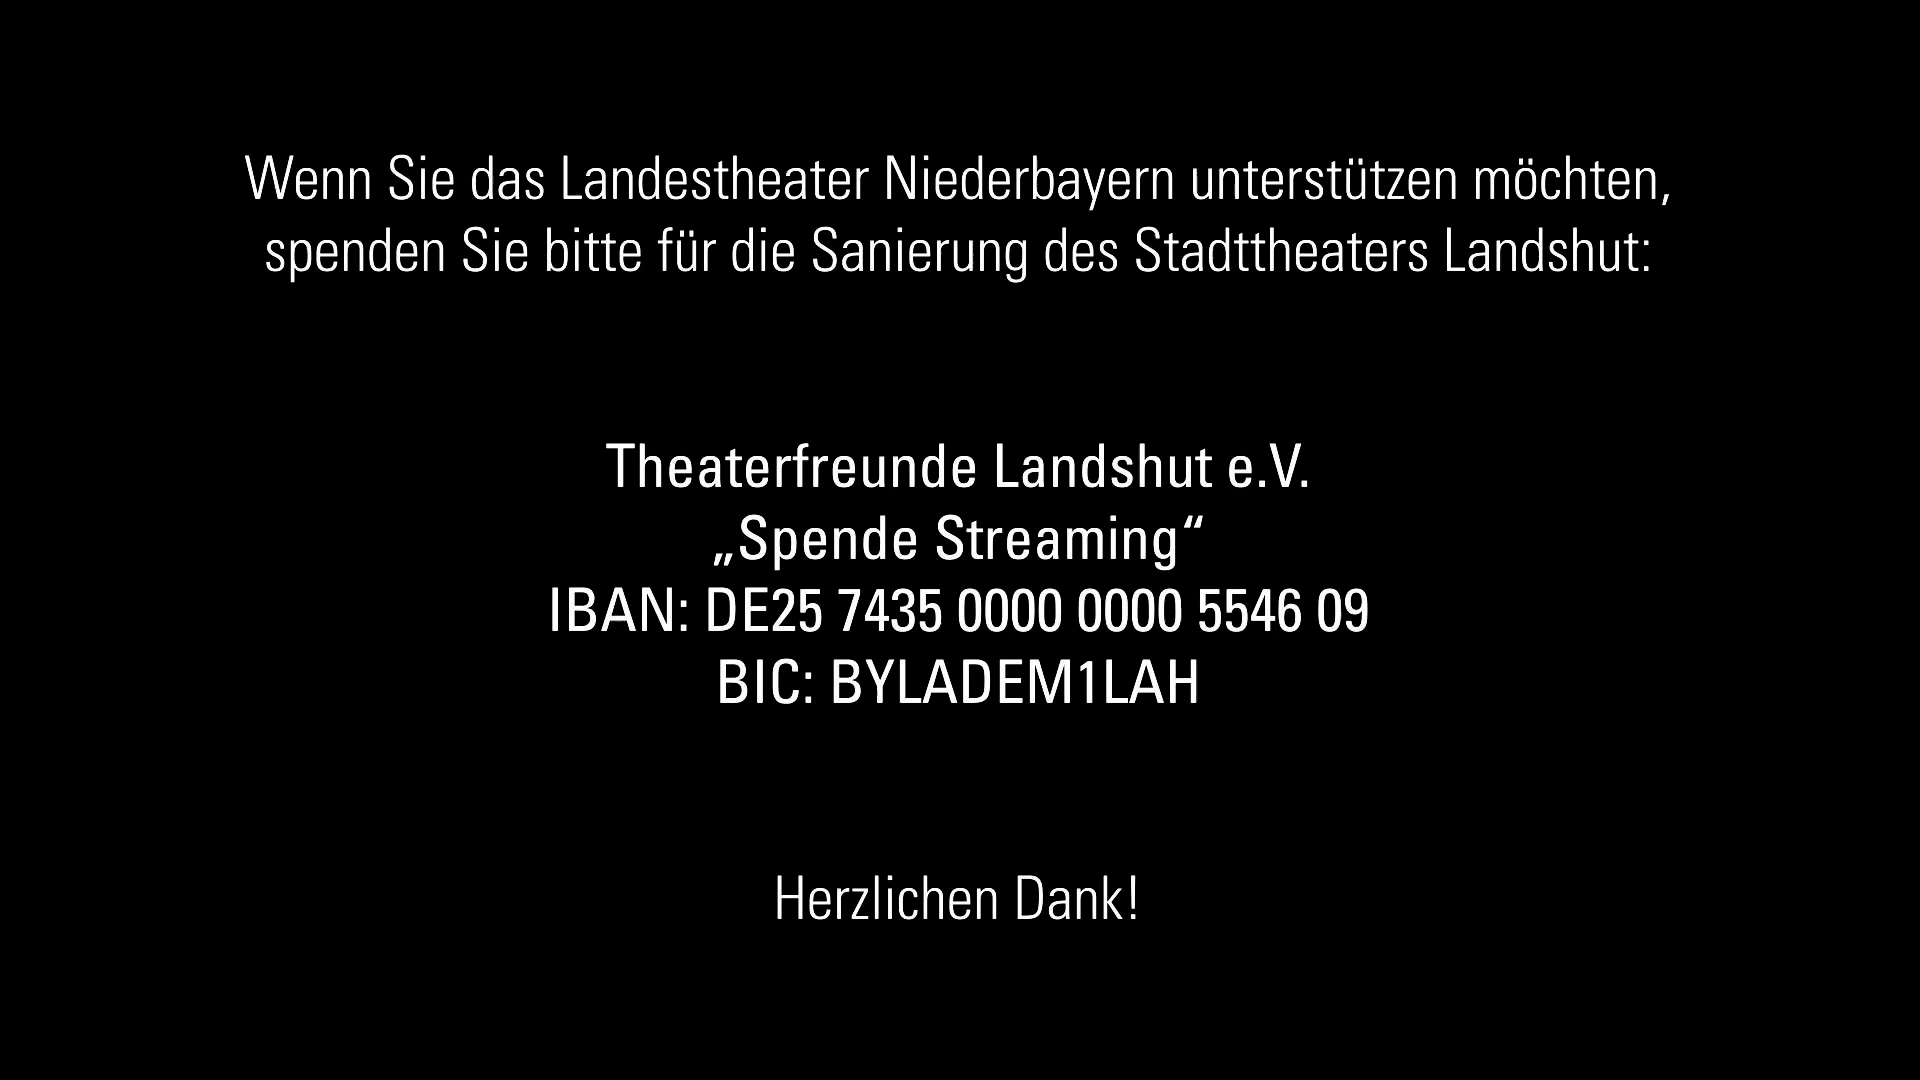 Wenn Sie das Landestheater Niederbayern unterstützen möchten,
spenden Sie bitte für die Sanierung des Stadttheaters Landshut:
Theaterfreunde Landshut e.V.
„Spende Streaming“
IBAN: DE25 7435 0000 0000 5546 09
BIC: BYLADEM1LAH
Herzlichen Dank!